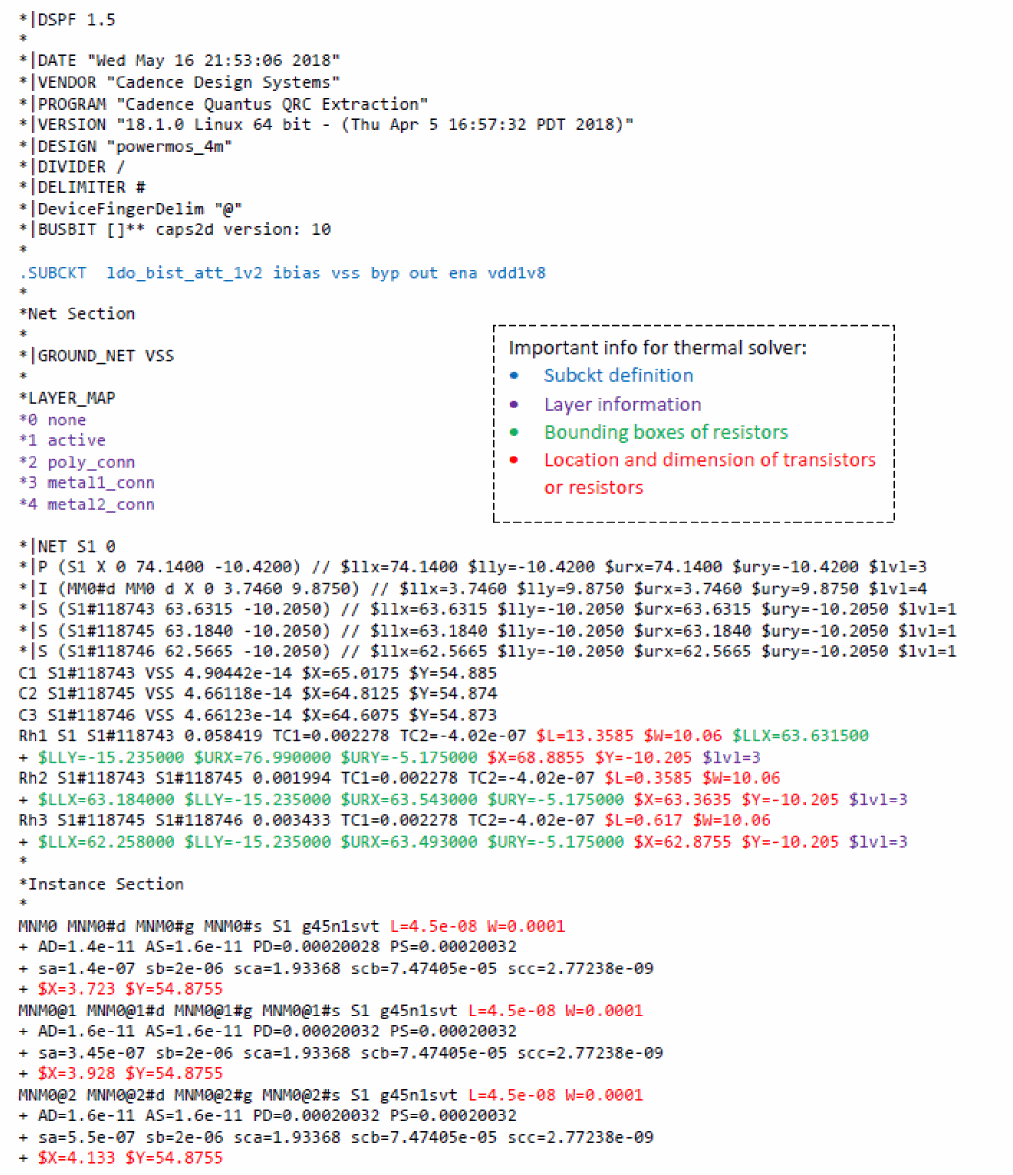 *|DSPF 1.5
*
*|DATE "Wed May 16 21:53:06 2018"
*|VENDOR "Cadence Design Systems"
*|PROGRAM "Cadence Quantus QRC Extraction"
*|VERSION "18.1.0 Linux 64 bit - (Thu Apr 5 16:57:32 PDT 2018)"
*|DESIGN "powermos_4m"
*|DIVIDER /
*|DELIMITER #
*|DeviceFingerDelim "@"
*|BUSBIT []** caps2d version: 10
*
.SUBCKT  ldo_bist_att_1v2 ibias vss byp out ena vdd1v8
*
*Net Section
*
*|GROUND_NET VSS
*
*LAYER_MAP
*0 none
*1 active
*2 poly_conn
*3 metal1_conn
*4 metal2_conn
Important info for thermal solver:
• Subckt definition
• Layer information
• Bounding boxes of resistors
• Location and dimension of transistors
or resistors
*|NET S1 0
*|P (S1 X 0 74.1400 -10.4200) // $llx=74.1400 $lly=-10.4200 $urx=74.1400 $ury=-10.4200 $lvl=3
*|I (MM0#d MM0 d X 0 3.7460 9.8750) // $llx=3.7460 $lly=9.8750 $urx=3.7460 $ury=9.8750 $lvl=4
*|S (S1#118743 63.6315 -10.2050) // $llx=63.6315 $lly=-10.2050 $urx=63.6315 $ury=-10.2050 $lvl=1
*|S (S1#118745 63.1840 -10.2050) // $llx=63.1840 $lly=-10.2050 $urx=63.1840 $ury=-10.2050 $lvl=1
*|S (S1#118746 62.5665 -10.2050) // $llx=62.5665 $lly=-10.2050 $urx=62.5665 $ury=-10.2050 $lvl=1
C1 S1#118743 VSS 4.90442e-14 $X=65.0175 $Y=54.885
C2 S1#118745 VSS 4.66118e-14 $X=64.8125 $Y=54.874
C3 S1#118746 VSS 4.66123e-14 $X=64.6075 $Y=54.873
Rh1 S1 S1#118743 0.058419 TC1=0.002278 TC2=-4.02e-07 $L=13.3585 $W=10.06 $LLX=63.631500
+ $LLY=-15.235000 $URX=76.990000 $URY=-5.175000 $X=68.8855 $Y=-10.205 $lvl=3
Rh2 S1#118743 S1#118745 0.001994 TC1=0.002278 TC2=-4.02e-07 $L=0.3585 $W=10.06
+ $LLX=63.184000 $LLY=-15.235000 $URX=63.543000 $URY=-5.175000 $X=63.3635 $Y=-10.205 $lvl=3
Rh3 S1#118745 S1#118746 0.003433 TC1=0.002278 TC2=-4.02e-07 $L=0.617 $W=10.06
+ $LLX=62.258000 $LLY=-15.235000 $URX=63.493000 $URY=-5.175000 $X=62.8755 $Y=-10.205 $lvl=3
*
*Instance Section
*
MNM0 MNM0#d MNM0#g MNM0#s S1 g45n1svt L=4.5e-08 W=0.0001
+ AD=1.4e-11 AS=1.6e-11 PD=0.00020028 PS=0.00020032
+ sa=1.4e-07 sb=2e-06 sca=1.93368 scb=7.47405e-05 scc=2.77238e-09
+ $X=3.723 $Y=54.8755
MNM0@1 MNM0@1#d MNM0@1#g MNM0@1#s S1 g45n1svt L=4.5e-08 W=0.0001
+ AD=1.6e-11 AS=1.6e-11 PD=0.00020032 PS=0.00020032
+ sa=3.45e-07 sb=2e-06 sca=1.93368 scb=7.47405e-05 scc=2.77238e-09
+ $X=3.928 $Y=54.8755
MNM0@2 MNM0@2#d MNM0@2#g MNM0@2#s S1 g45n1svt L=4.5e-08 W=0.0001
+ AD=1.6e-11 AS=1.6e-11 PD=0.00020032 PS=0.00020032
+ sa=5.5e-07 sb=2e-06 sca=1.93368 scb=7.47405e-05 scc=2.77238e-09
+ $X=4.133 $Y=54.8755